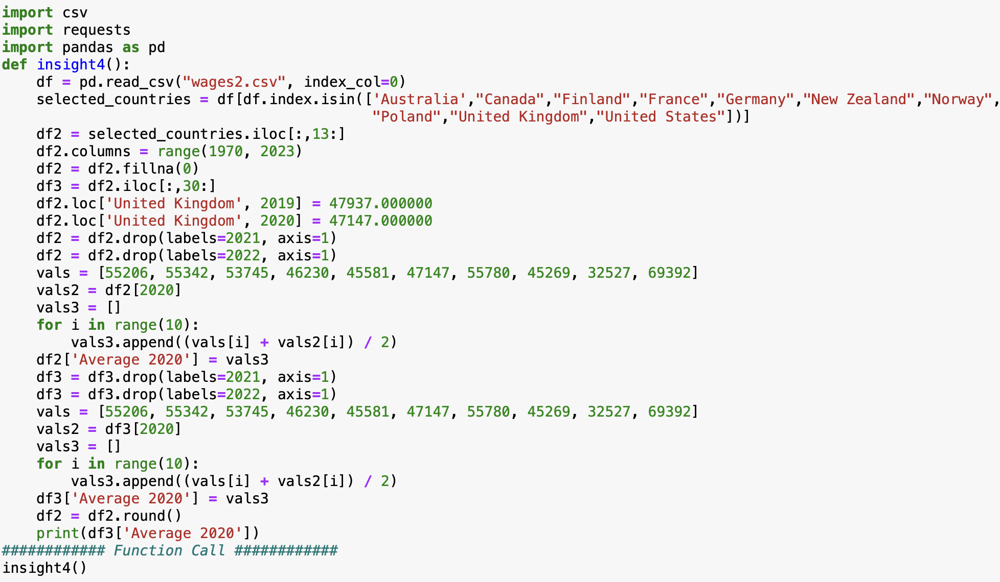 import csv
import requests
import pandas as pd
def insight4():
    df = pd.read_csv("wages2.csv", index_col=0)
    selected_countries = df[df.index.isin(['Australia',"Canada","Finland","France","Germany","New Zealand","Norway",
                                           "Poland","United Kingdom","United States"])]
    df2 = selected_countries.iloc[:,13:]
    df2.columns = range(1970, 2023)
    df2 = df2.fillna(0)
    df3 = df2.iloc[:,30:]
    df2.loc['United Kingdom', 2019] = 47937.000000
    df2.loc['United Kingdom', 2020] = 47147.000000
    df2 = df2.drop(labels=2021, axis=1)
    df2 = df2.drop(labels=2022, axis=1)
    vals = [55206, 55342, 53745, 46230, 45581, 47147, 55780, 45269, 32527, 69392]
    vals2 = df2[2020]
    vals3 = []
    for i in range(10):
        vals3.append((vals[i] + vals2[i]) / 2)
    df2['Average 2020'] = vals3
    df3 = df3.drop(labels=2021, axis=1)
    df3 = df3.drop(labels=2022, axis=1)
    vals = [55206, 55342, 53745, 46230, 45581, 47147, 55780, 45269, 32527, 69392]
    vals2 = df3[2020]
    vals3 = []
    for i in range(10):
        vals3.append((vals[i] + vals2[i]) / 2)
    df3['Average 2020'] = vals3
    df2 = df2.round()
    print(df3['Average 2020'])
############ Function Call ############
insight4()